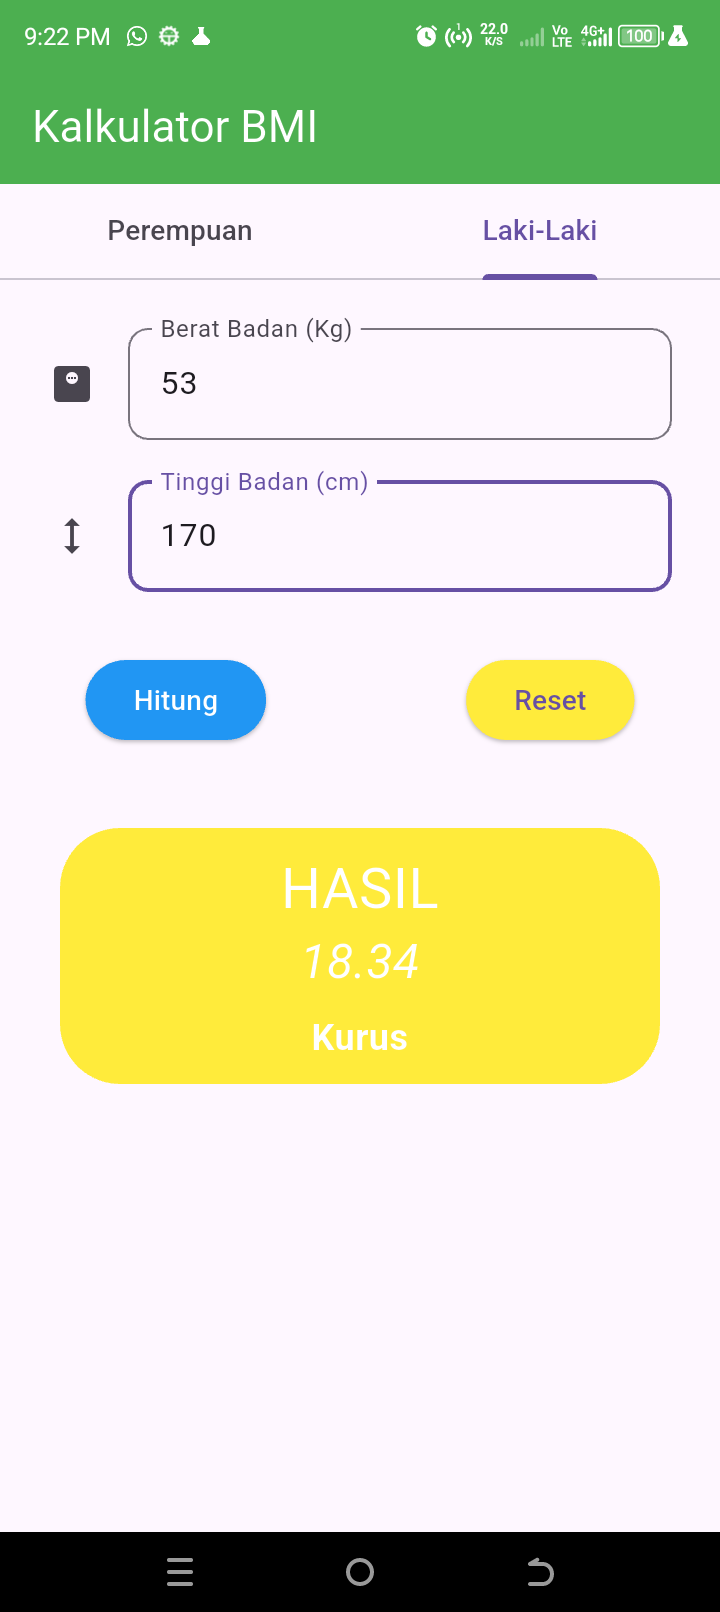 9:22 PM 1 22.0 K/S Vo LTE 4G+ 100
Kalkulator BMI
Perempuan Laki-Laki
Berat Badan (Kg)
53
Tinggi Badan (cm)
170
Hitung Reset
HASIL
18.34
Kurus